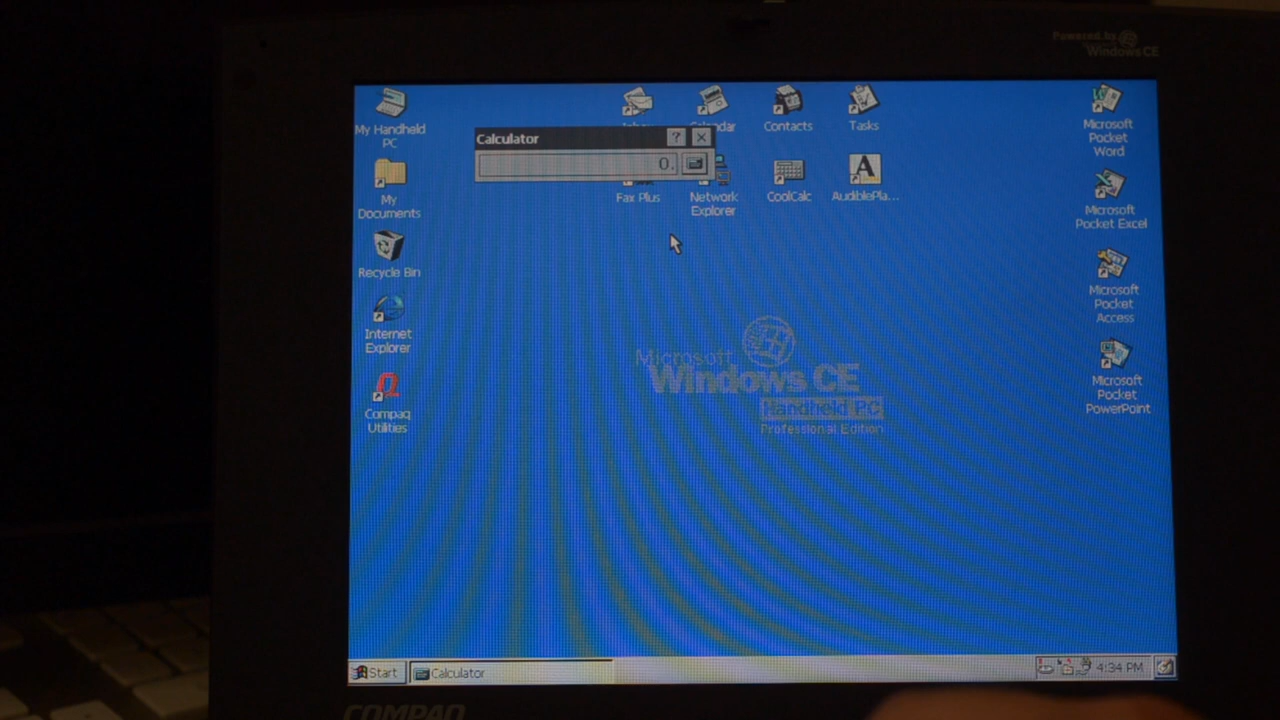 Powered by
Windows CE
My Handheld
PC
My
Documents
Recycle Bin
Internet
Explorer
Compaq
Utilities
Calculator
?
0.
Contacts
Tasks
Fax Plus
Network
Explorer
CoolCalc
AudiblePla...
Microsoft
Pocket
Word
Microsoft
Pocket Excel
Microsoft
Pocket
Access
Microsoft
Pocket
PowerPoint
Microsoft
Windows CE
Handheld PC
Professional Edition
Start
Calculator
4:34 PM
COMPAQ